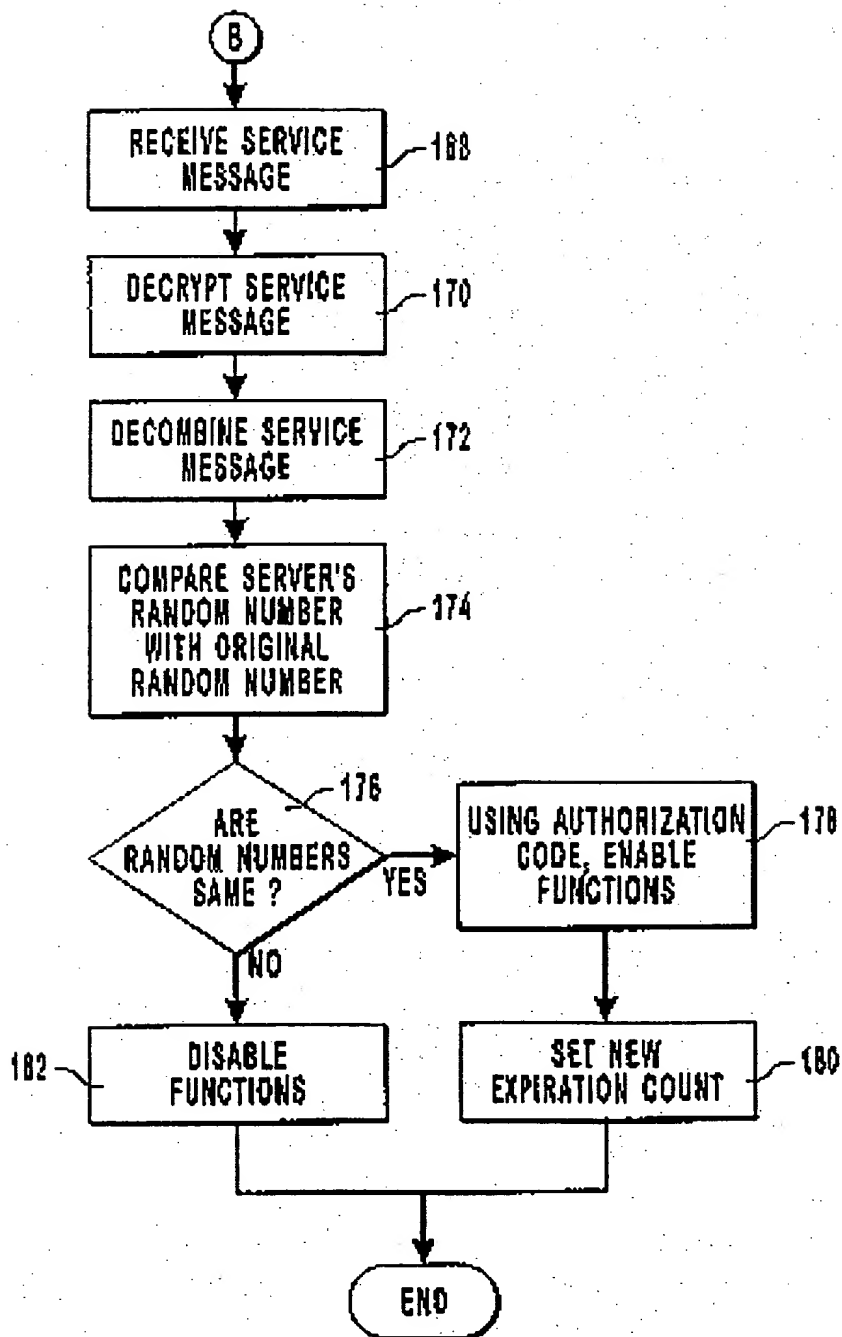 B
RECEIVE SERVICE
MESSAGE
168
DECRYPT SERVICE
MESSAGE
170
DECOMBINE SERVICE
MESSAGE
172
COMPARE SERVER'S
RANDOM NUMBER
WITH ORIGINAL
RANDOM NUMBER
174
176
ARE
RANDOM NUMBERS
SAME ?
YES
NO
USING AUTHORIZATION
CODE, ENABLE
FUNCTIONS
178
182
DISABLE
FUNCTIONS
SET NEW
EXPIRATION COUNT
180
END